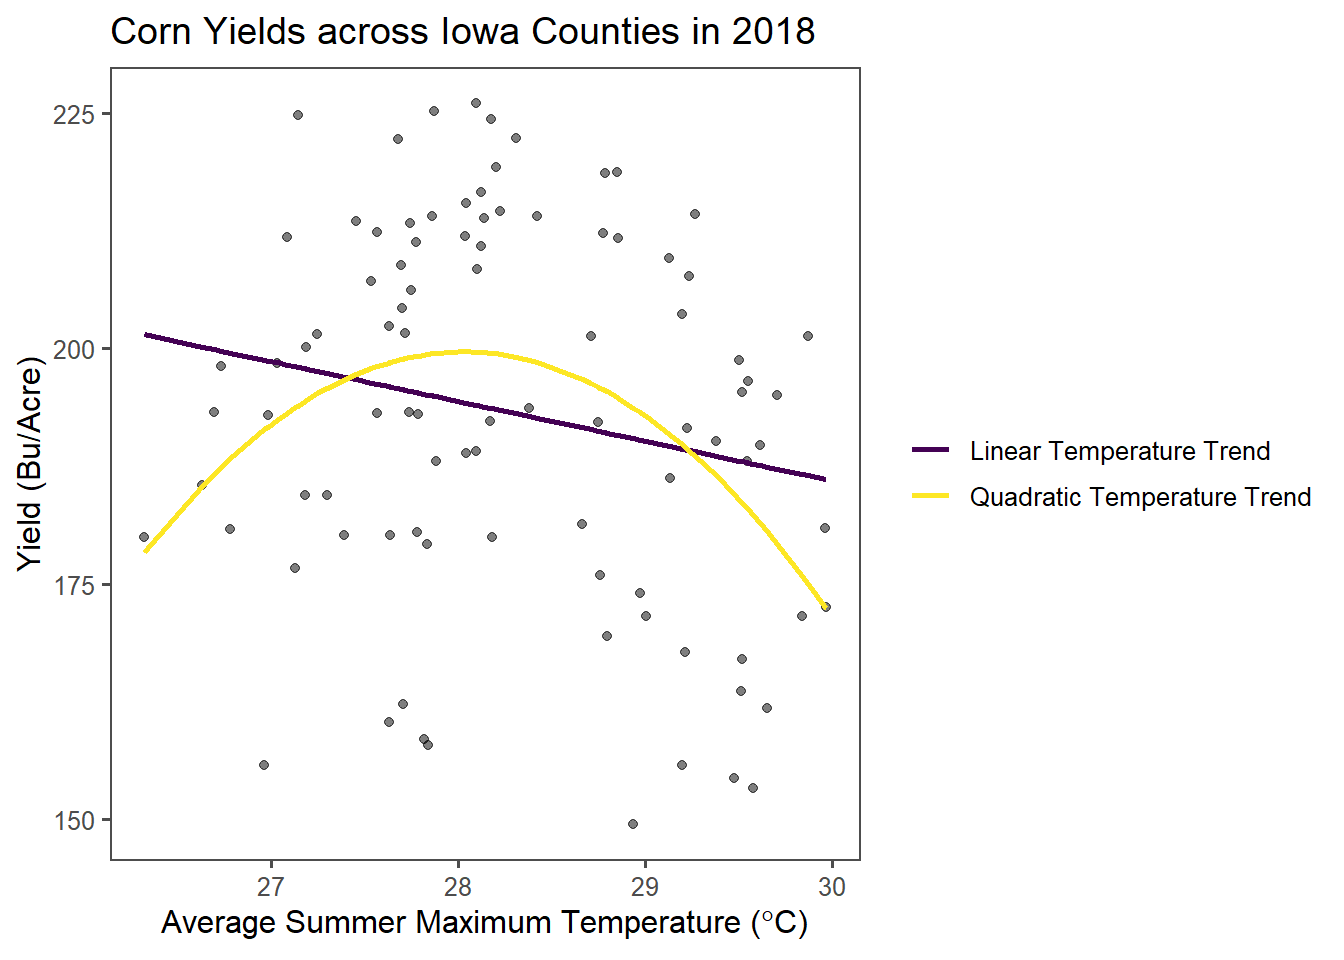 Corn Yields across Iowa Counties in 2018
225
200
175
150
Yield (Bu/Acre)
27 28 29 30
Average Summer Maximum Temperature (°C)
Linear Temperature Trend
Quadratic Temperature Trend